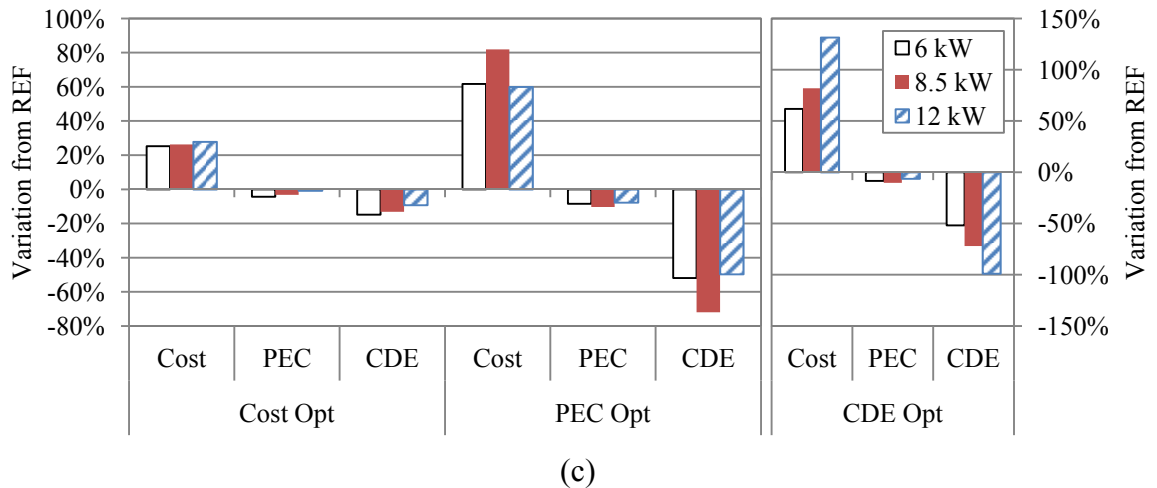 100%
80%
60%
40%
20%
0%
-20%
-40%
-60%
-80%
Variation from REF
150%
100%
50%
0%
-50%
-100%
-150%
Variation from REF
6 kW
8.5 kW
12 kW
Cost PEC CDE Cost PEC CDE Cost PEC CDE
Cost Opt PEC Opt CDE Opt
(c)